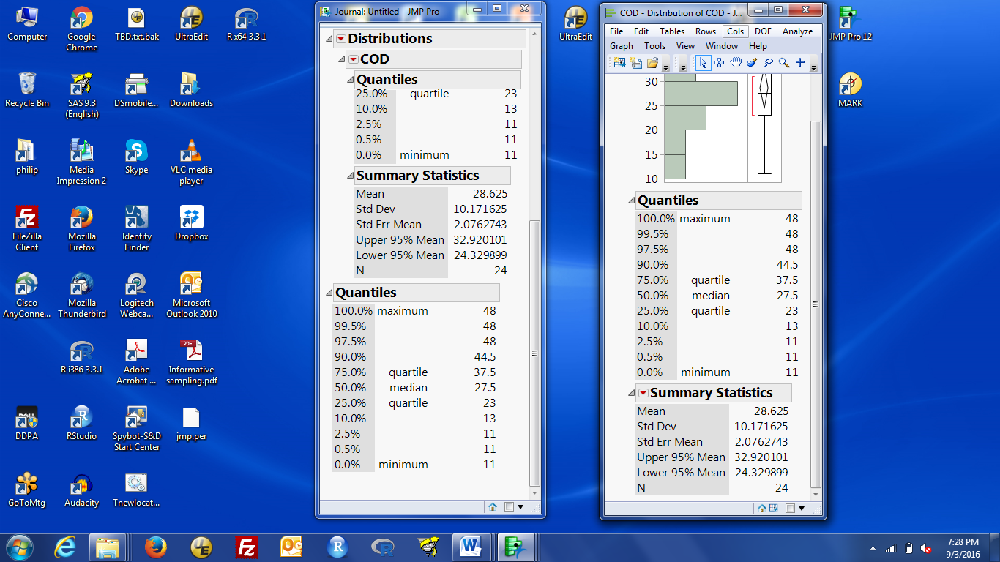 Journal: Untitled - JMP Pro
COD - Distribution of COD - J...
Computer
Google Chrome
TBD.txt.bak
UltraEdit
R x64 3.3.1
Recycle Bin
SAS 9.3 (English)
DSmobile...
Downloads
philip
Media Impression 2
Skype
VLC media player
FileZilla Client
Mozilla Firefox
Identity Finder
Dropbox
Cisco AnyConne...
Mozilla Thunderbird
Logitech Webca...
Microsoft Outlook 2010
R i386 3.3.1
Adobe Acrobat ...
PDF
Informative sampling.pdf
DELL
DDPA
RStudio
Spybot-S&D Start Center
jmp.per
GoToMtg
Audacity
Tnewlocat...
Distributions
COD
Quantiles
25.0% quartile 23
10.0% 13
2.5% 11
0.5% 11
0.0% minimum 11
Summary Statistics
Mean 28.625
Std Dev 10.171625
Std Err Mean 2.0762743
Upper 95% Mean 32.920101
Lower 95% Mean 24.329899
N 24
Quantiles
100.0% maximum 48
99.5% 48
97.5% 48
90.0% 44.5
75.0% quartile 37.5
50.0% median 27.5
25.0% quartile 23
10.0% 13
2.5% 11
0.5% 11
0.0% minimum 11
UltraEdit
File Edit Tables Rows Cols DOE Analyze
Graph Tools View Window Help
30
25
20
15
10
Quantiles
100.0% maximum 48
99.5% 48
97.5% 48
90.0% 44.5
75.0% quartile 37.5
50.0% median 27.5
25.0% quartile 23
10.0% 13
2.5% 11
0.5% 11
0.0% minimum 11
Summary Statistics
Mean 28.625
Std Dev 10.171625
Std Err Mean 2.0762743
Upper 95% Mean 32.920101
Lower 95% Mean 24.329899
N 24
JMP Pro 12
MARK
7:28 PM
9/3/2016